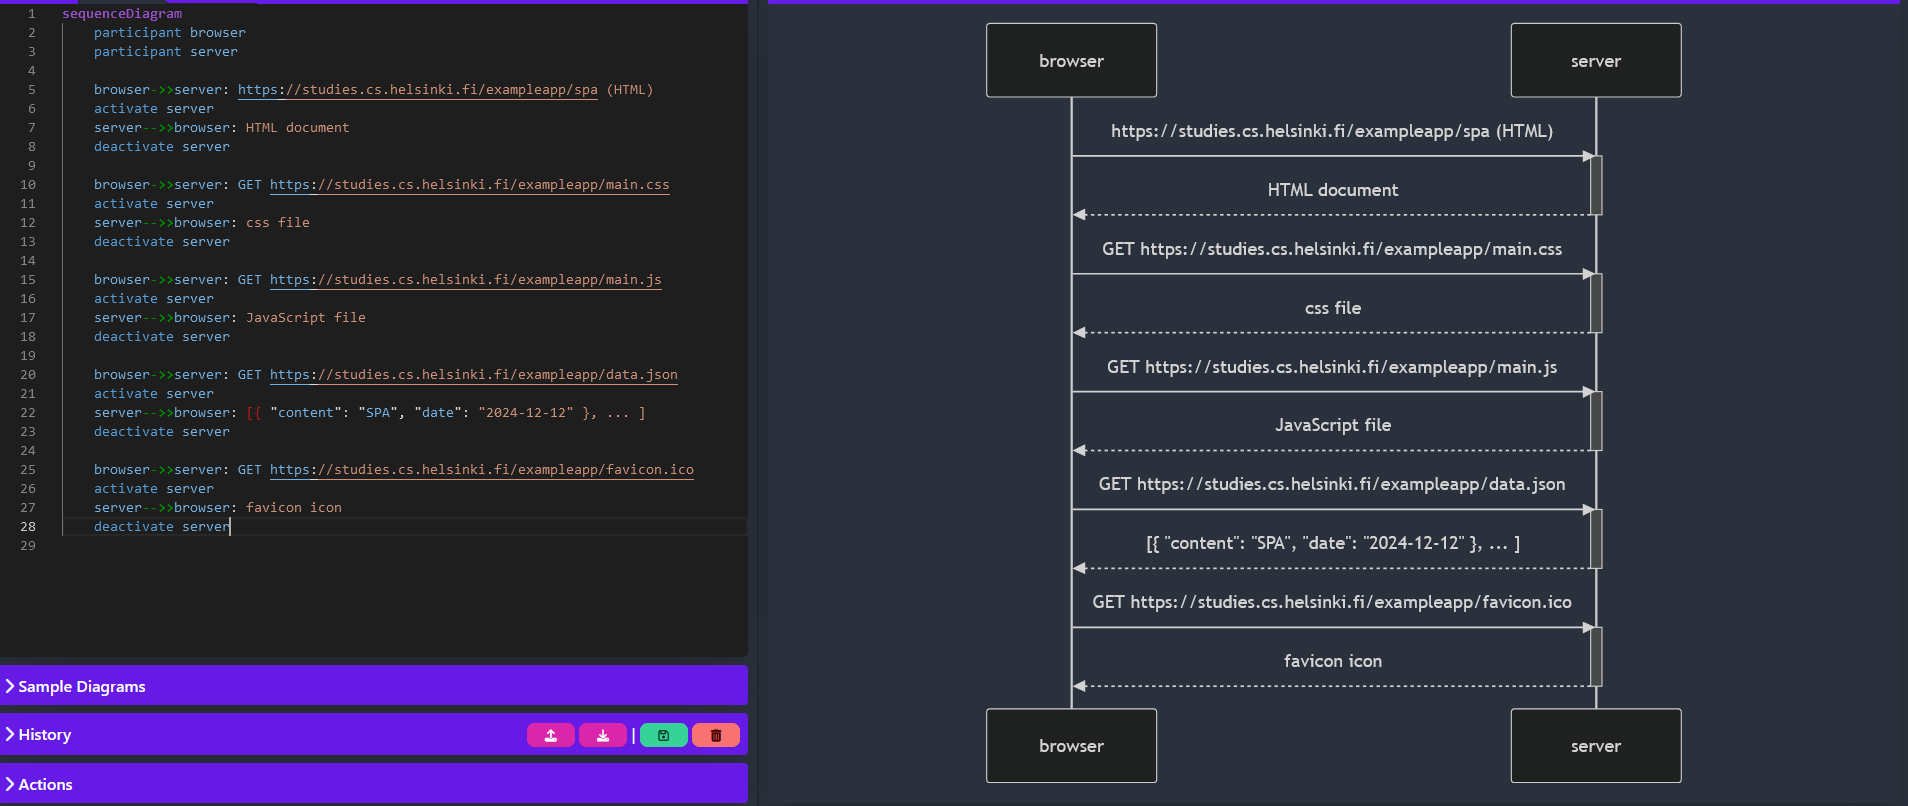 1 sequenceDiagram
2 participant browser
3 participant server
4
5 browser->>server: https://studies.cs.helsinki.fi/exampleapp/spa (HTML)
6 activate server
7 server-->>browser: HTML document
8 deactivate server
9
10 browser->>server: GET https://studies.cs.helsinki.fi/exampleapp/main.css
11 activate server
12 server-->>browser: css file
13 deactivate server
14
15 browser->>server: GET https://studies.cs.helsinki.fi/exampleapp/main.js
16 activate server
17 server-->>browser: JavaScript file
18 deactivate server
19
20 browser->>server: GET https://studies.cs.helsinki.fi/exampleapp/data.json
21 activate server
22 server-->>browser: [{ "content": "SPA", "date": "2024-12-12" }, ... ]
23 deactivate server
24
25 browser->>server: GET https://studies.cs.helsinki.fi/exampleapp/favicon.ico
26 activate server
27 server-->>browser: favicon icon
28 deactivate server
29
Sample Diagrams
History
Actions
browser server
https://studies.cs.helsinki.fi/exampleapp/spa (HTML)
HTML document
GET https://studies.cs.helsinki.fi/exampleapp/main.css
css file
GET https://studies.cs.helsinki.fi/exampleapp/main.js
JavaScript file
GET https://studies.cs.helsinki.fi/exampleapp/data.json
[{ "content": "SPA", "date": "2024-12-12" }, ... ]
GET https://studies.cs.helsinki.fi/exampleapp/favicon.ico
favicon icon
browser server